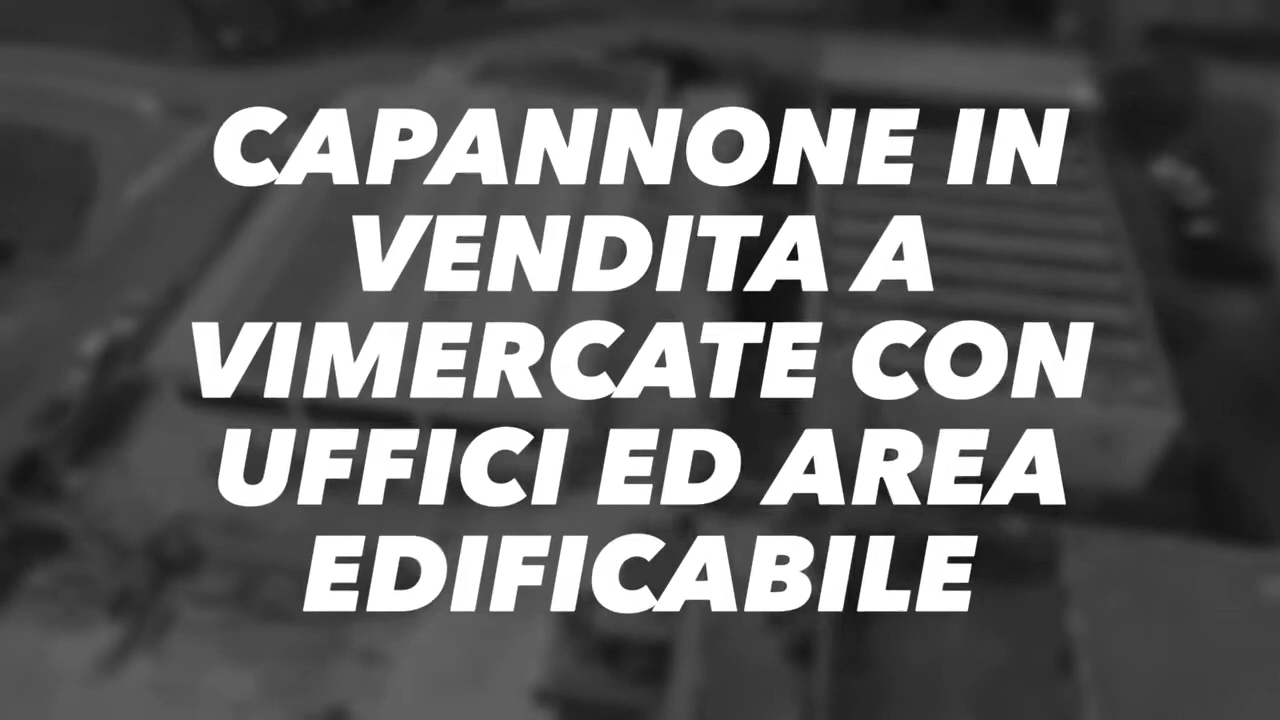 CAPANNONE IN
VENDITA A
VIMERCATE CON
UFFICI ED AREA
EDIFICABILE